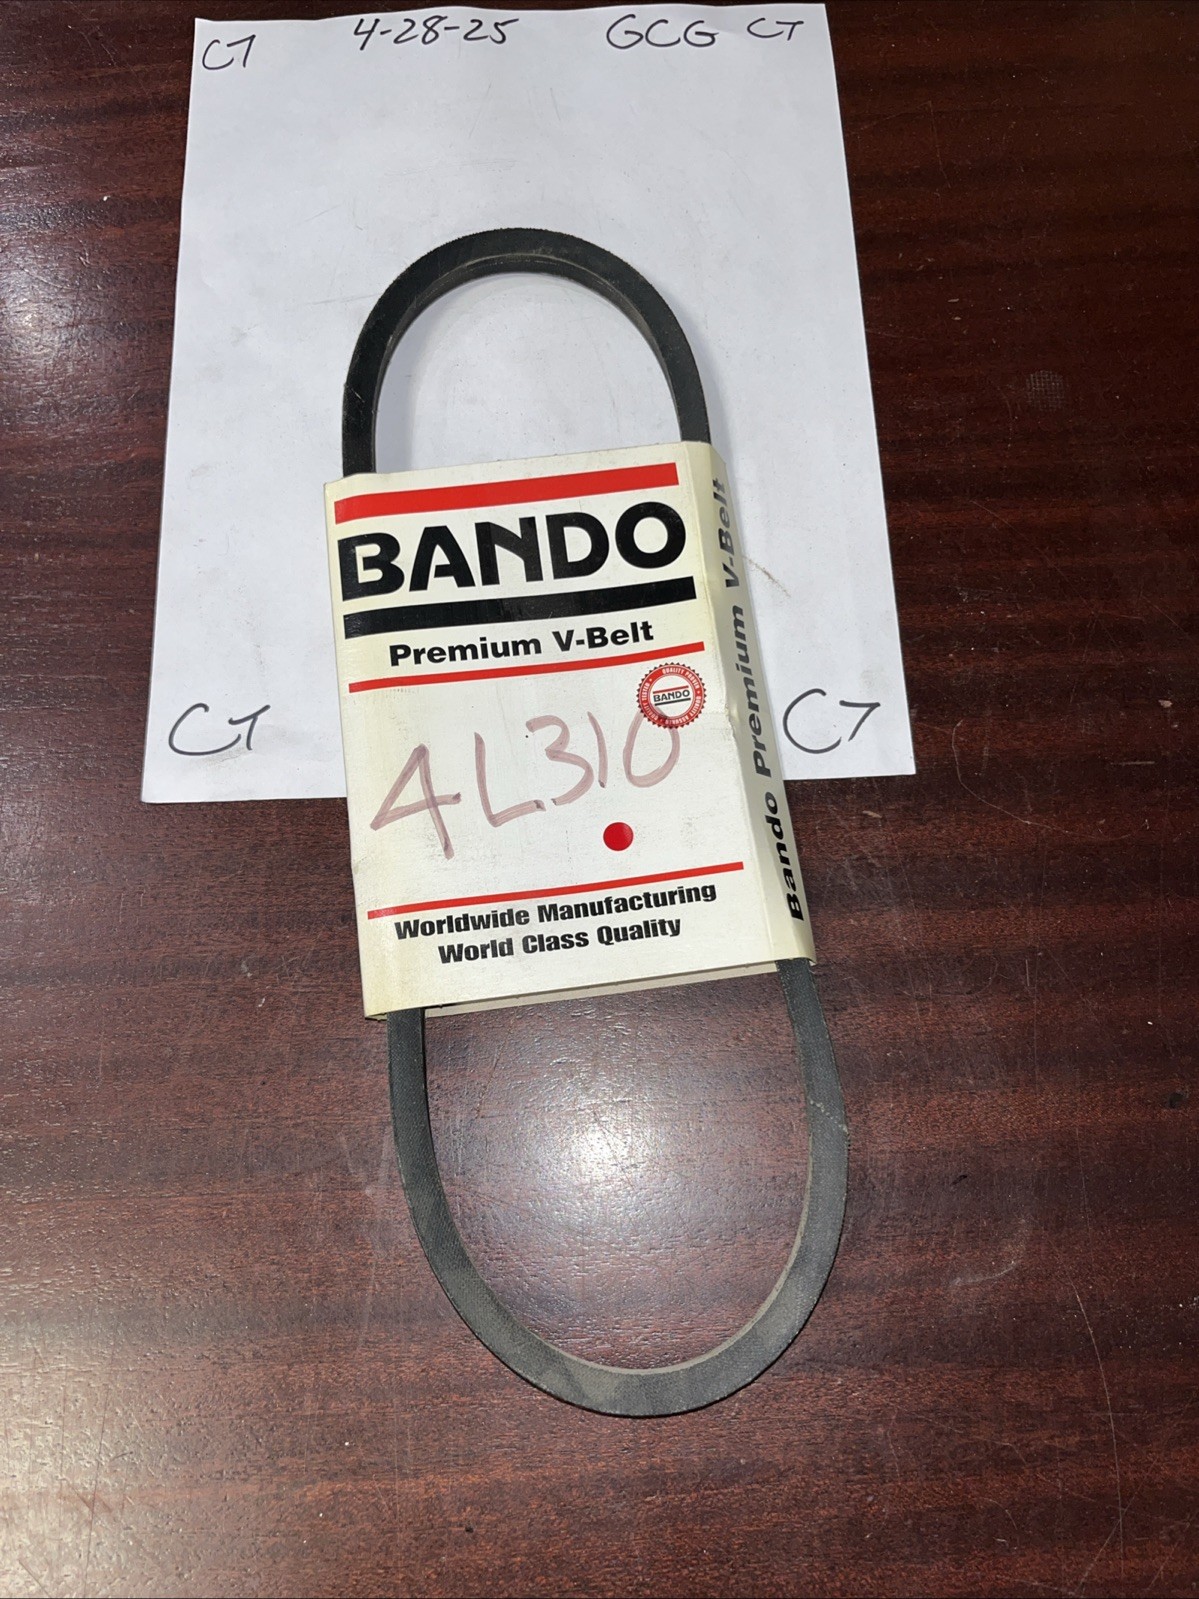 CT 4-28-25 GCG CT
BANDO
Premium V-Belt
BANDO
4L310
Worldwide Manufacturing
World Class Quality
Bando Premium V-Belt
CT
CT